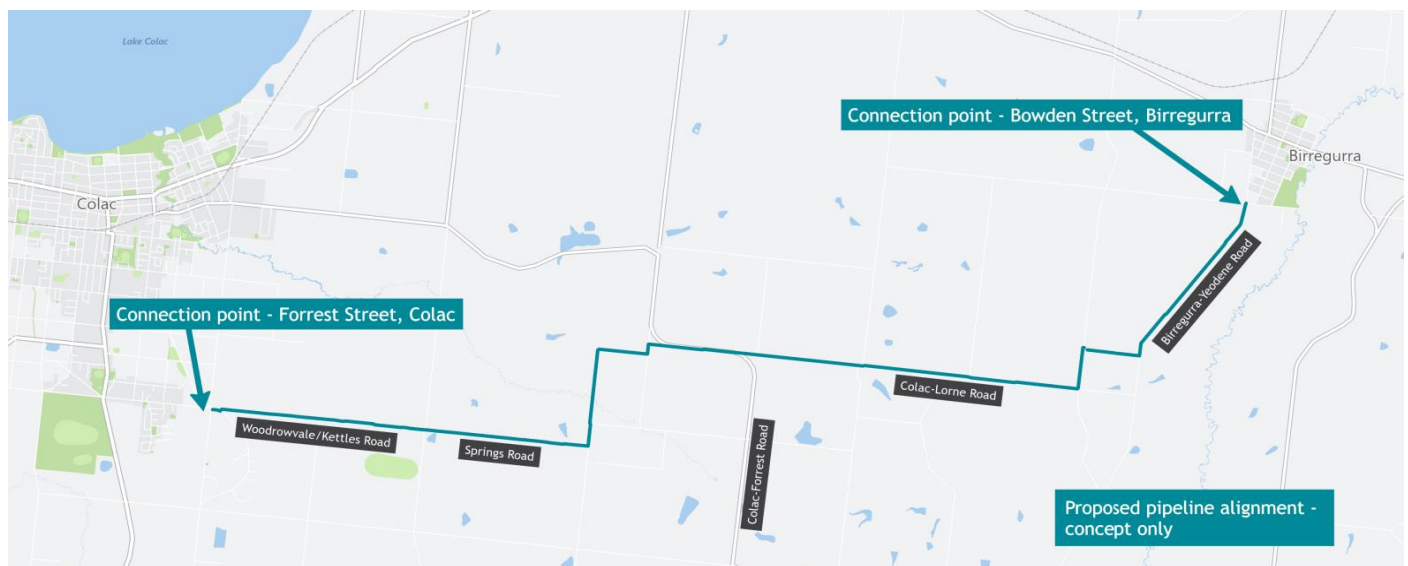 Lake Colac
Connection point - Bowden Street, Birregurra
Birregurra
Colac
Connection point - Forrest Street, Colac
Birregurra-Yeodene Road
Colac-Lorne Road
Woodrowvale/Kettles Road
Springs Road
Colac-Forrest Road
Proposed pipeline alignment -
concept only